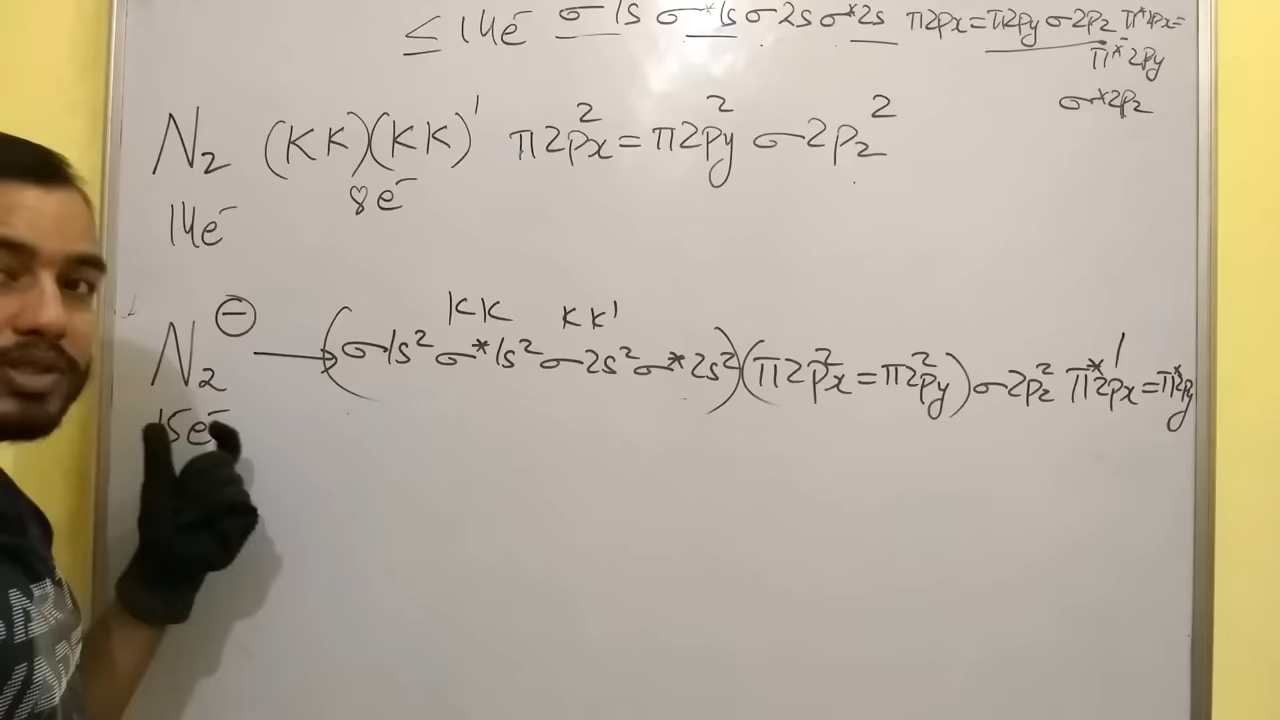 ≤ 14e⁻ σ1s σ*1s σ2s σ*2s π2px = π2py σ2pz π*2px =
π*2py
σ*2pz
N₂ (KK)(KK)' π2px² = π2py² σ2pz²
8e⁻
14e⁻
KK KK'
N₂⊖ → (σ1s² σ*1s² σ2s² σ*2s²)(π2px² = π2py²) σ2pz² π*2px¹ = π*2py
15e⁻